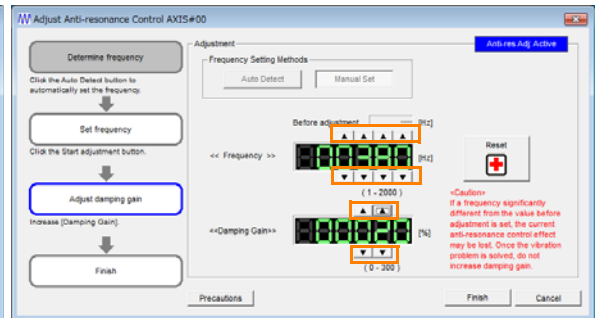 Adjust Anti-resonance Control AXIS#00
Determine frequency
Click the Auto Detect button to
automatically set the frequency.
Set frequency
Click the Start adjustment button.
Adjust damping gain
Increase [Damping Gain].
Finish
Adjustment
Anti-res Adj Active
Frequency Setting Methods
Auto Detect
Manual Set
Before adjustment --- [Hz]
<< Frequency >>
[Hz]
( 1 - 2000 )
Reset
<<Damping Gain>>
00020 [%]
( 0 - 300 )
<Caution>
If a frequency significantly
different from the value before
adjustment is set, the current
anti-resonance control effect
may be lost. Once the vibration
problem is solved, do not
increase damping gain.
Precautions
Finish
Cancel